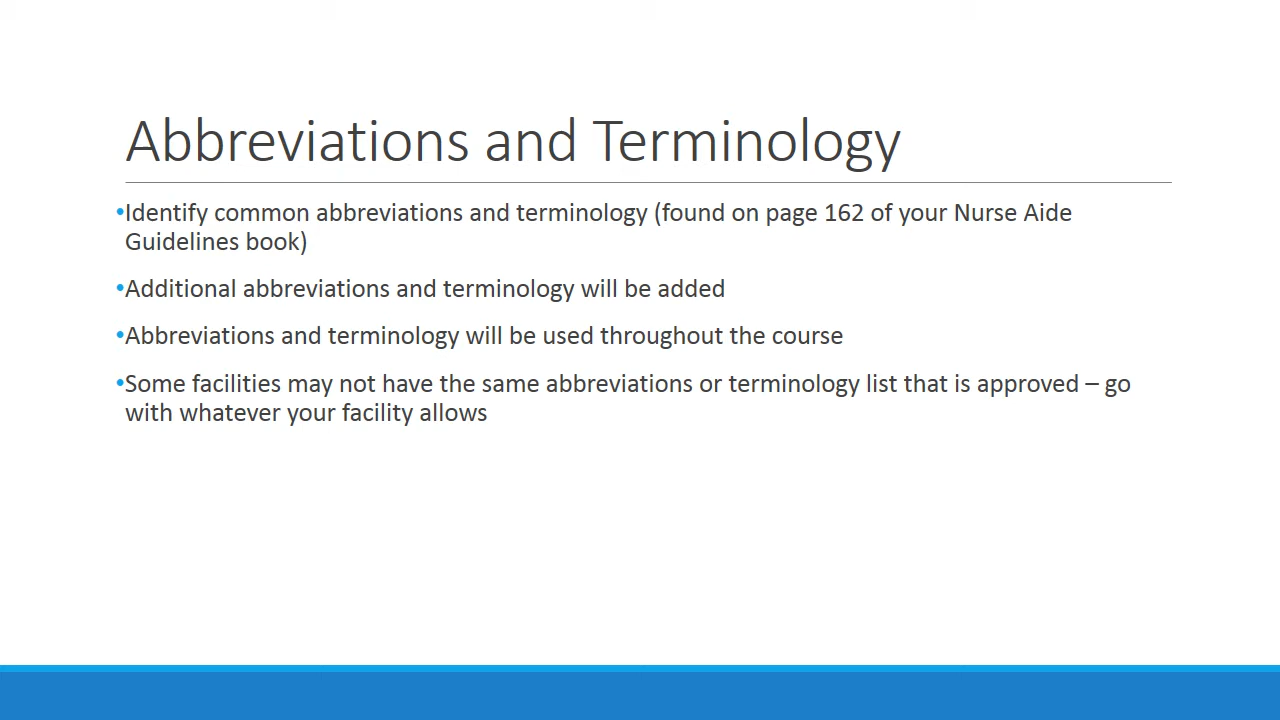 Abbreviations and Terminology
•Identify common abbreviations and terminology (found on page 162 of your Nurse Aide
Guidelines book)
•Additional abbreviations and terminology will be added
•Abbreviations and terminology will be used throughout the course
•Some facilities may not have the same abbreviations or terminology list that is approved – go
with whatever your facility allows